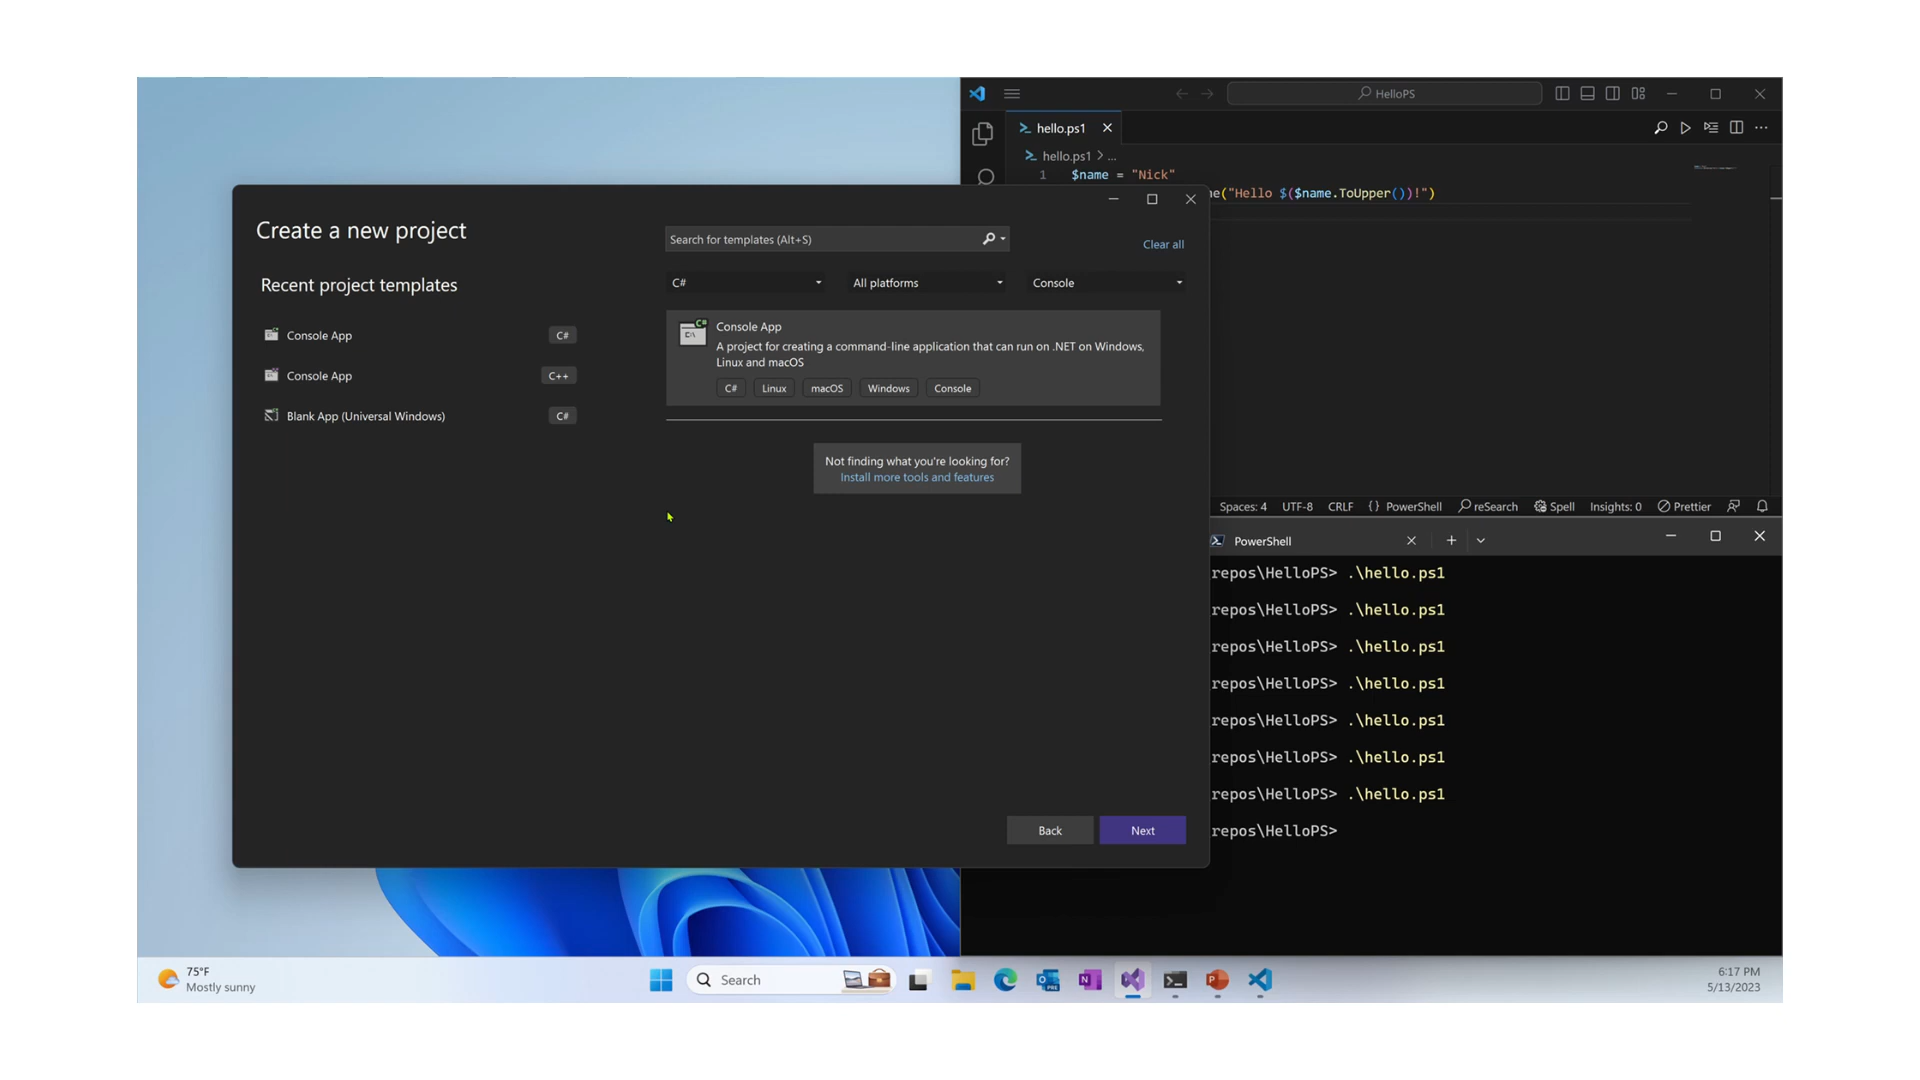 HelloPS
hello.ps1
hello.ps1 > ...
1 $name = "Nick"
ne("Hello $($name.ToUpper())!")
Create a new project
Search for templates (Alt+S)
Clear all
Recent project templates
C#
All platforms
Console
Console App
C#
Console App
C++
Blank App (Universal Windows)
C#
Console App
A project for creating a command-line application that can run on .NET on Windows,
Linux and macOS
C#
Linux
macOS
Windows
Console
Not finding what you're looking for?
Install more tools and features
Back
Next
Spaces: 4
UTF-8
CRLF
{ } PowerShell
reSearch
Spell
Insights: 0
Prettier
PowerShell
repos\HelloPS> .\hello.ps1
repos\HelloPS> .\hello.ps1
repos\HelloPS> .\hello.ps1
repos\HelloPS> .\hello.ps1
repos\HelloPS> .\hello.ps1
repos\HelloPS> .\hello.ps1
repos\HelloPS> .\hello.ps1
repos\HelloPS>
75°F
Mostly sunny
Search
6:17 PM
5/13/2023